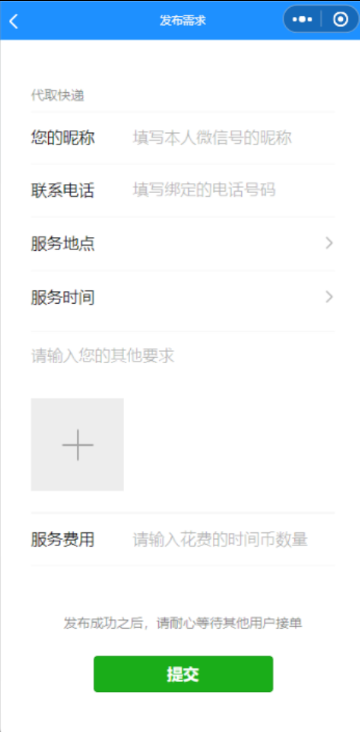 发布需求
代取快递
您的昵称 填写本人微信号的昵称
联系电话 填写绑定的电话号码
服务地点
服务时间
请输入您的其他要求
服务费用 请输入花费的时间币数量
发布成功之后，请耐心等待其他用户接单
提交